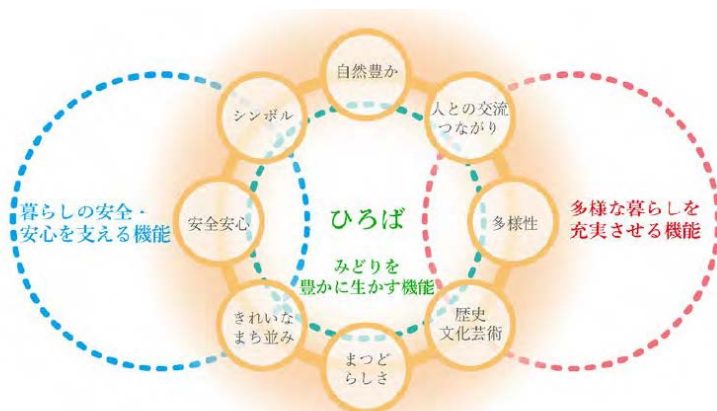 自然豊か
シンボル
人との交流
つながり
暮らしの安全・
安心を支える機能
安全安心
ひろば
多様性
多様な暮らしを
充実させる機能
みどりを
豊かに生かす機能
きれいな
まち並み
歴史
文化芸術
まつど
らしさ